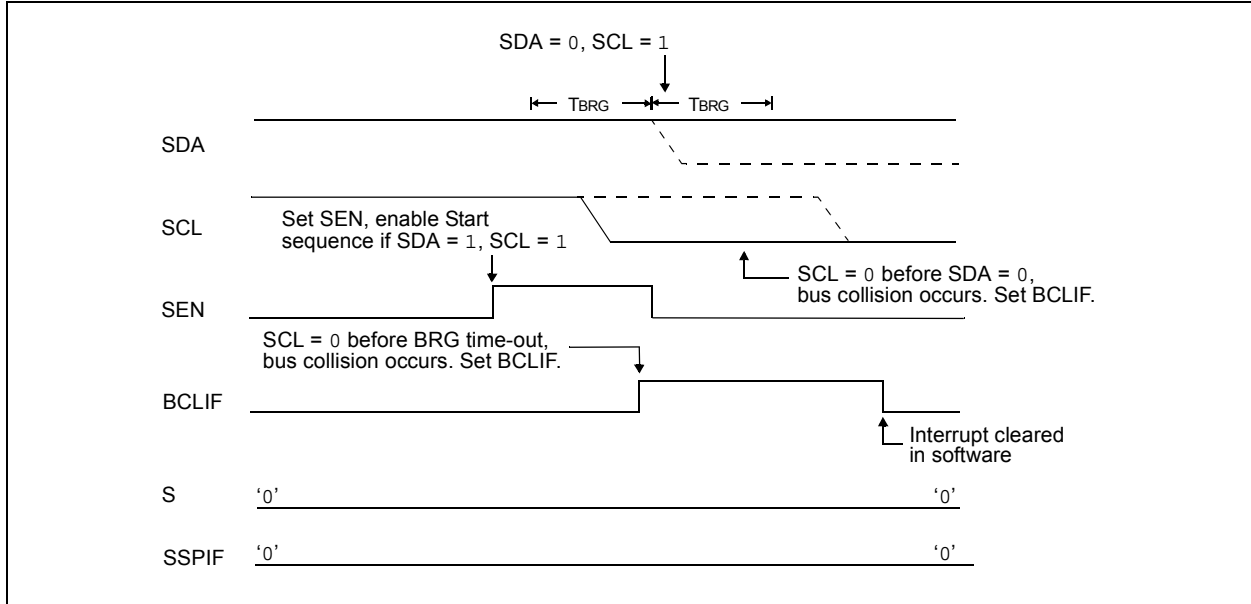 SDA = 0, SCL = 1
TBRG TBRG
SDA
SCL
Set SEN, enable Start
sequence if SDA = 1, SCL = 1
SCL = 0 before SDA = 0,
bus collision occurs. Set BCLIF.
SEN
SCL = 0 before BRG time-out,
bus collision occurs. Set BCLIF.
BCLIF
Interrupt cleared
in software
S ‘0’ ‘0’
SSPIF ‘0’ ‘0’